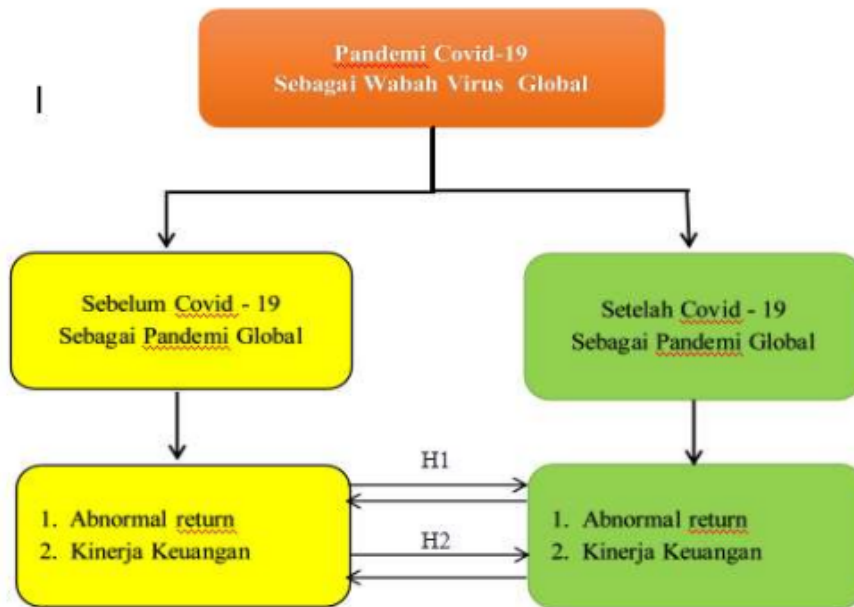 Pandemi Covid-19
Sebagai Wabah Virus Global
Sebelum Covid - 19
Sebagai Pandemi Global
Setelah Covid - 19
Sebagai Pandemi Global
H1
1. Abnormal return
2. Kinerja Keuangan
H2
1. Abnormal return
2. Kinerja Keuangan